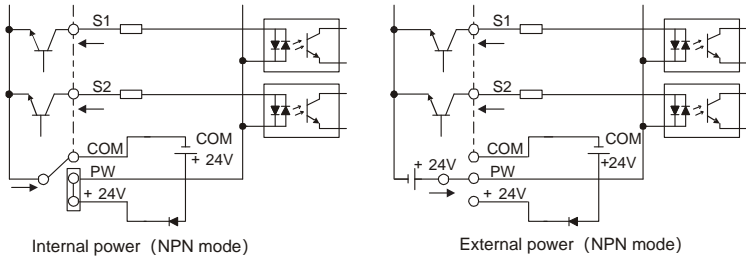 S1
S2
COM
COM
+ 24V
PW
+ 24V
Internal power (NPN mode)
S1
S2
COM
COM
+ 24V
+24V
PW
+ 24V
External power (NPN mode)